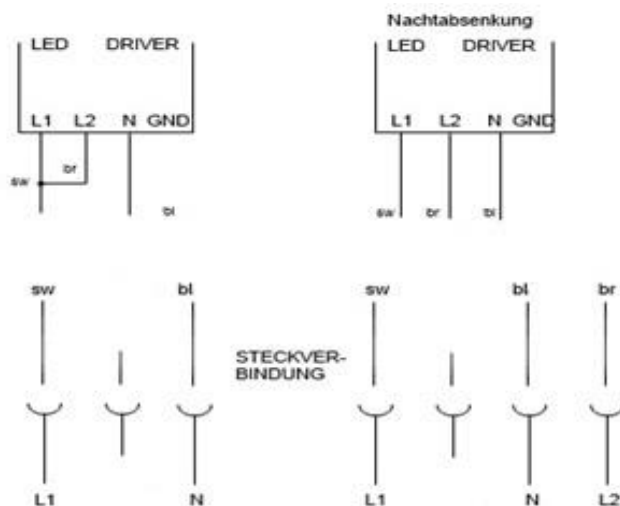 Nachtabsenkung
LED DRIVER
L1 L2 N GND
sw br bl
LED DRIVER
L1 L2 N GND
sw br bl
sw bl
STECKVER-
BINDUNG
L1 N
sw bl br
L1 N L2